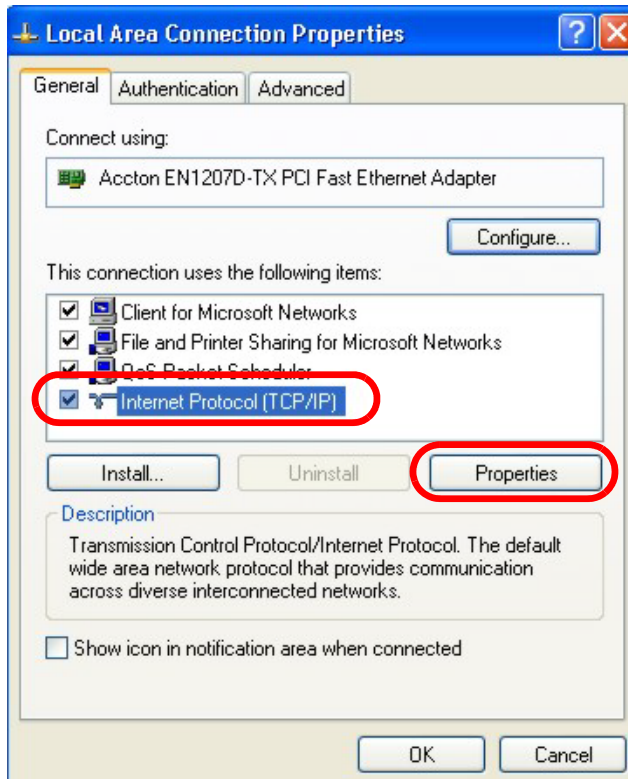 Local Area Connection Properties
General Authentication Advanced
Connect using:
Accton EN1207D-TX PCI Fast Ethernet Adapter
Configure...
This connection uses the following items:
Client for Microsoft Networks
File and Printer Sharing for Microsoft Networks
QoS Packet Scheduler
Internet Protocol (TCP/IP)
Install... Uninstall Properties
Description
Transmission Control Protocol/Internet Protocol. The default
wide area network protocol that provides communication
across diverse interconnected networks.
Show icon in notification area when connected
OK Cancel